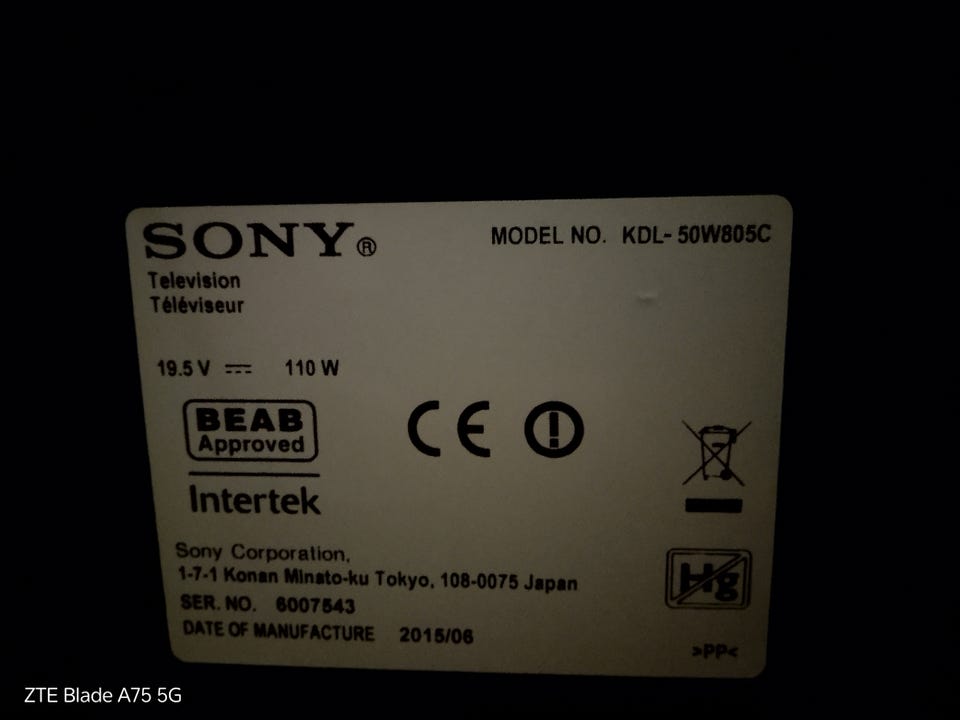 SONY®
MODEL NO. KDL-50W805C
Television
Téléviseur
19.5 V ⎓ 110 W
BEAB
Approved
Intertek
CE
Sony Corporation,
1-7-1 Konan Minato-ku Tokyo, 108-0075 Japan
Hg
SER. NO. 6007543
DATE OF MANUFACTURE 2015/06
>PP<
ZTE Blade A75 5G